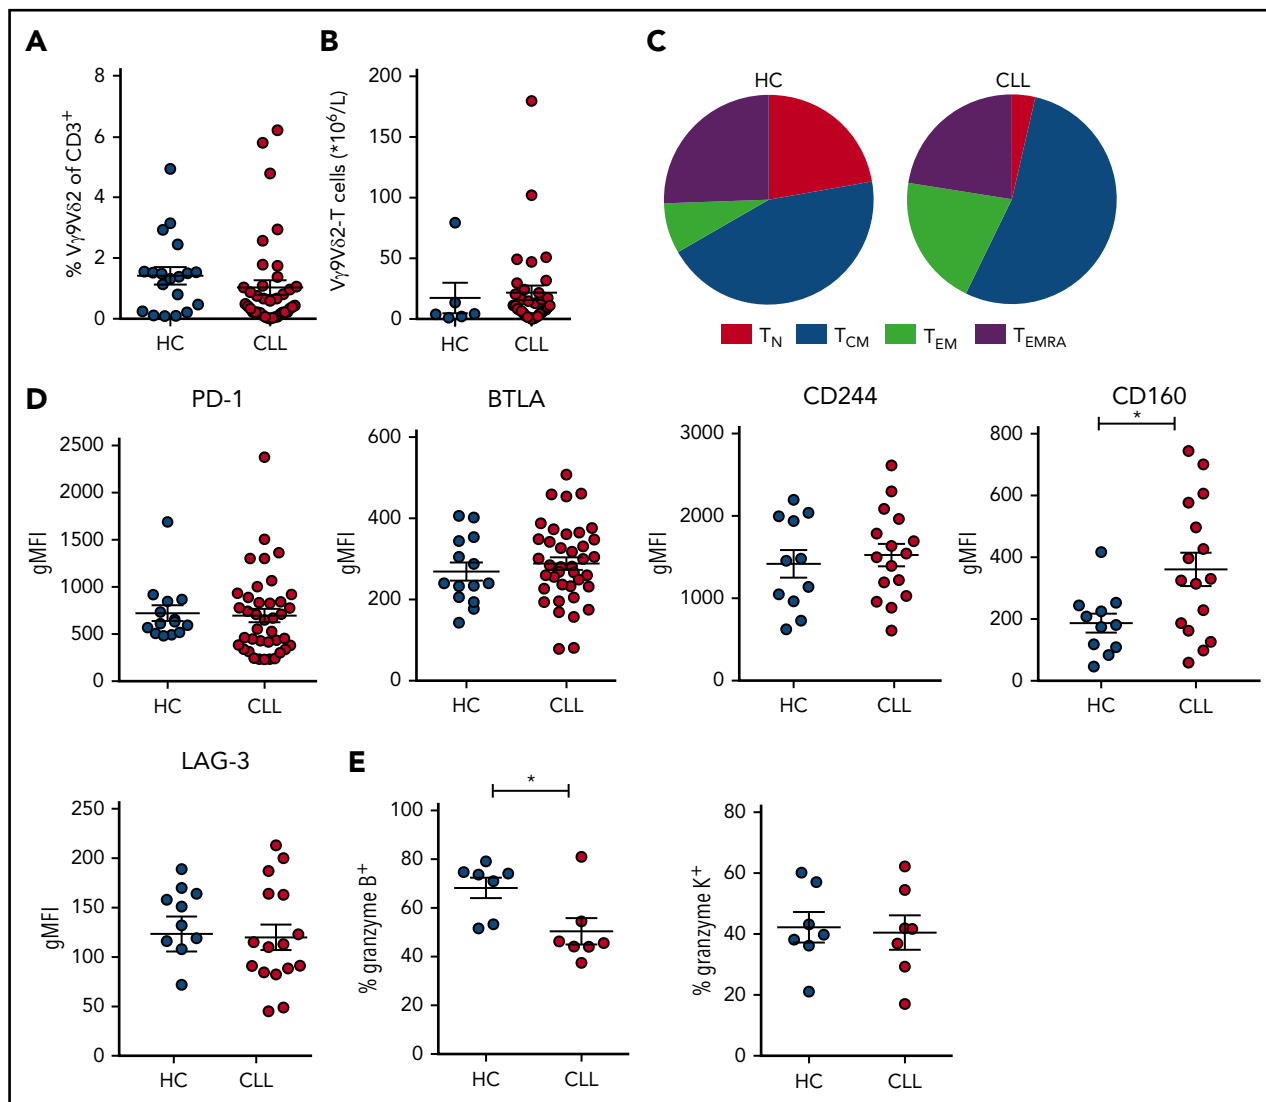 A
% Vγ9Vδ2 of CD3+
8
6
4
2
0
HC
CLL
B
Vγ9Vδ2-T cells (*10^6/L)
200
150
100
50
0
HC
CLL
C
HC
CLL
T_N
T_CM
T_EM
T_EMRA
D
PD-1
gMFI
2500
2000
1500
1000
500
0
HC
CLL
BTLA
gMFI
600
400
200
0
HC
CLL
CD244
gMFI
3000
2000
1000
0
HC
CLL
CD160
*
gMFI
800
600
400
200
0
HC
CLL
LAG-3
gMFI
250
200
150
100
50
0
HC
CLL
E
*
% granzyme B+
100
80
60
40
20
0
HC
CLL
% granzyme K+
80
60
40
20
0
HC
CLL